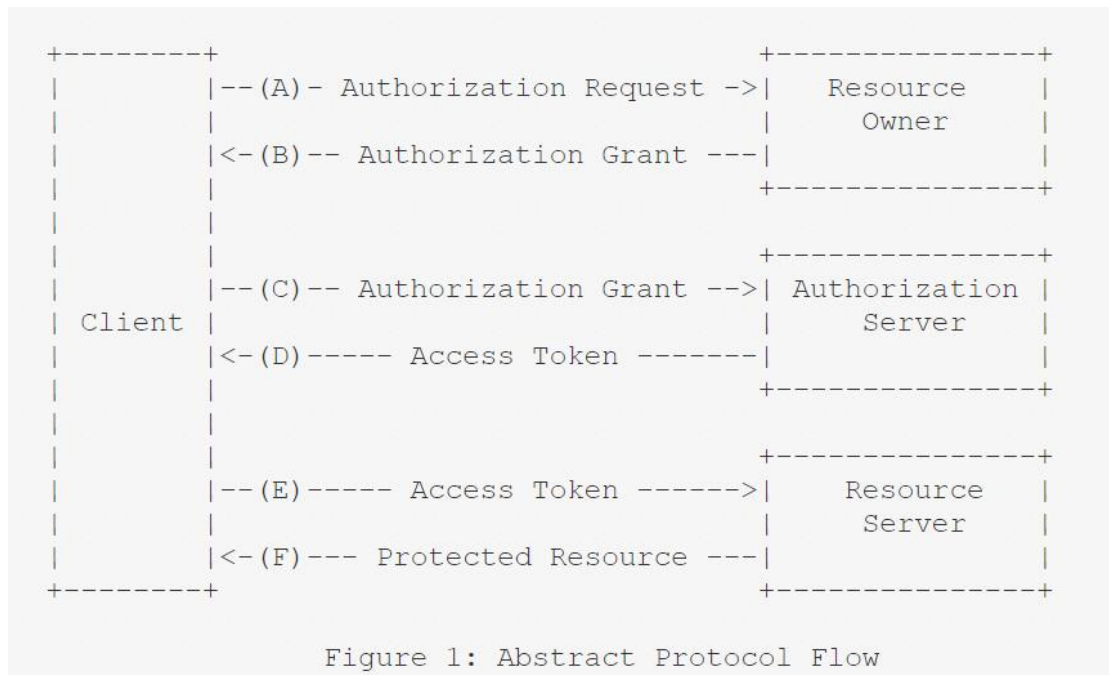 +--------+                               +---------------+
|        |--(A)- Authorization Request ->|   Resource    |
|        |                               |     Owner     |
|        |<-(B)-- Authorization Grant ---|               |
|        |                               +---------------+
|        |
|        |                               +---------------+
|        |--(C)-- Authorization Grant -->| Authorization |
| Client |                               |     Server    |
|        |<-(D)----- Access Token -------|               |
|        |                               +---------------+
|        |
|        |                               +---------------+
|        |--(E)----- Access Token ------>|    Resource   |
|        |                               |     Server    |
|        |<-(F)--- Protected Resource ---|               |
+--------+                               +---------------+
Figure 1: Abstract Protocol Flow